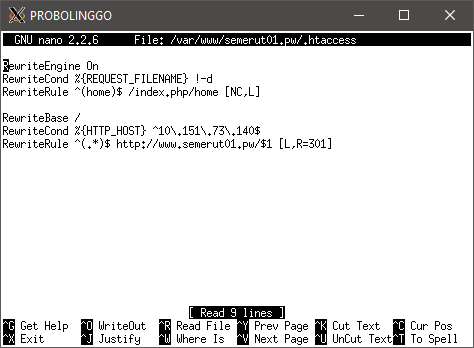 PROBOLINGGO
GNU nano 2.2.6 File: /var/www/semerut01.pw/.htaccess
RewriteEngine On
RewriteCond %{REQUEST_FILENAME} !-d
RewriteRule ^(home)$ /index.php/home [NC,L]
RewriteBase /
RewriteCond %{HTTP_HOST} ^10\.151\.73\.140$
RewriteRule ^(.*)$ http://www.semerut01.pw/$1 [L,R=301]
[ Read 9 lines ]
^G Get Help ^O WriteOut ^R Read File ^Y Prev Page ^K Cut Text ^C Cur Pos
^X Exit ^J Justify ^W Where Is ^V Next Page ^U UnCut Text ^T To Spell